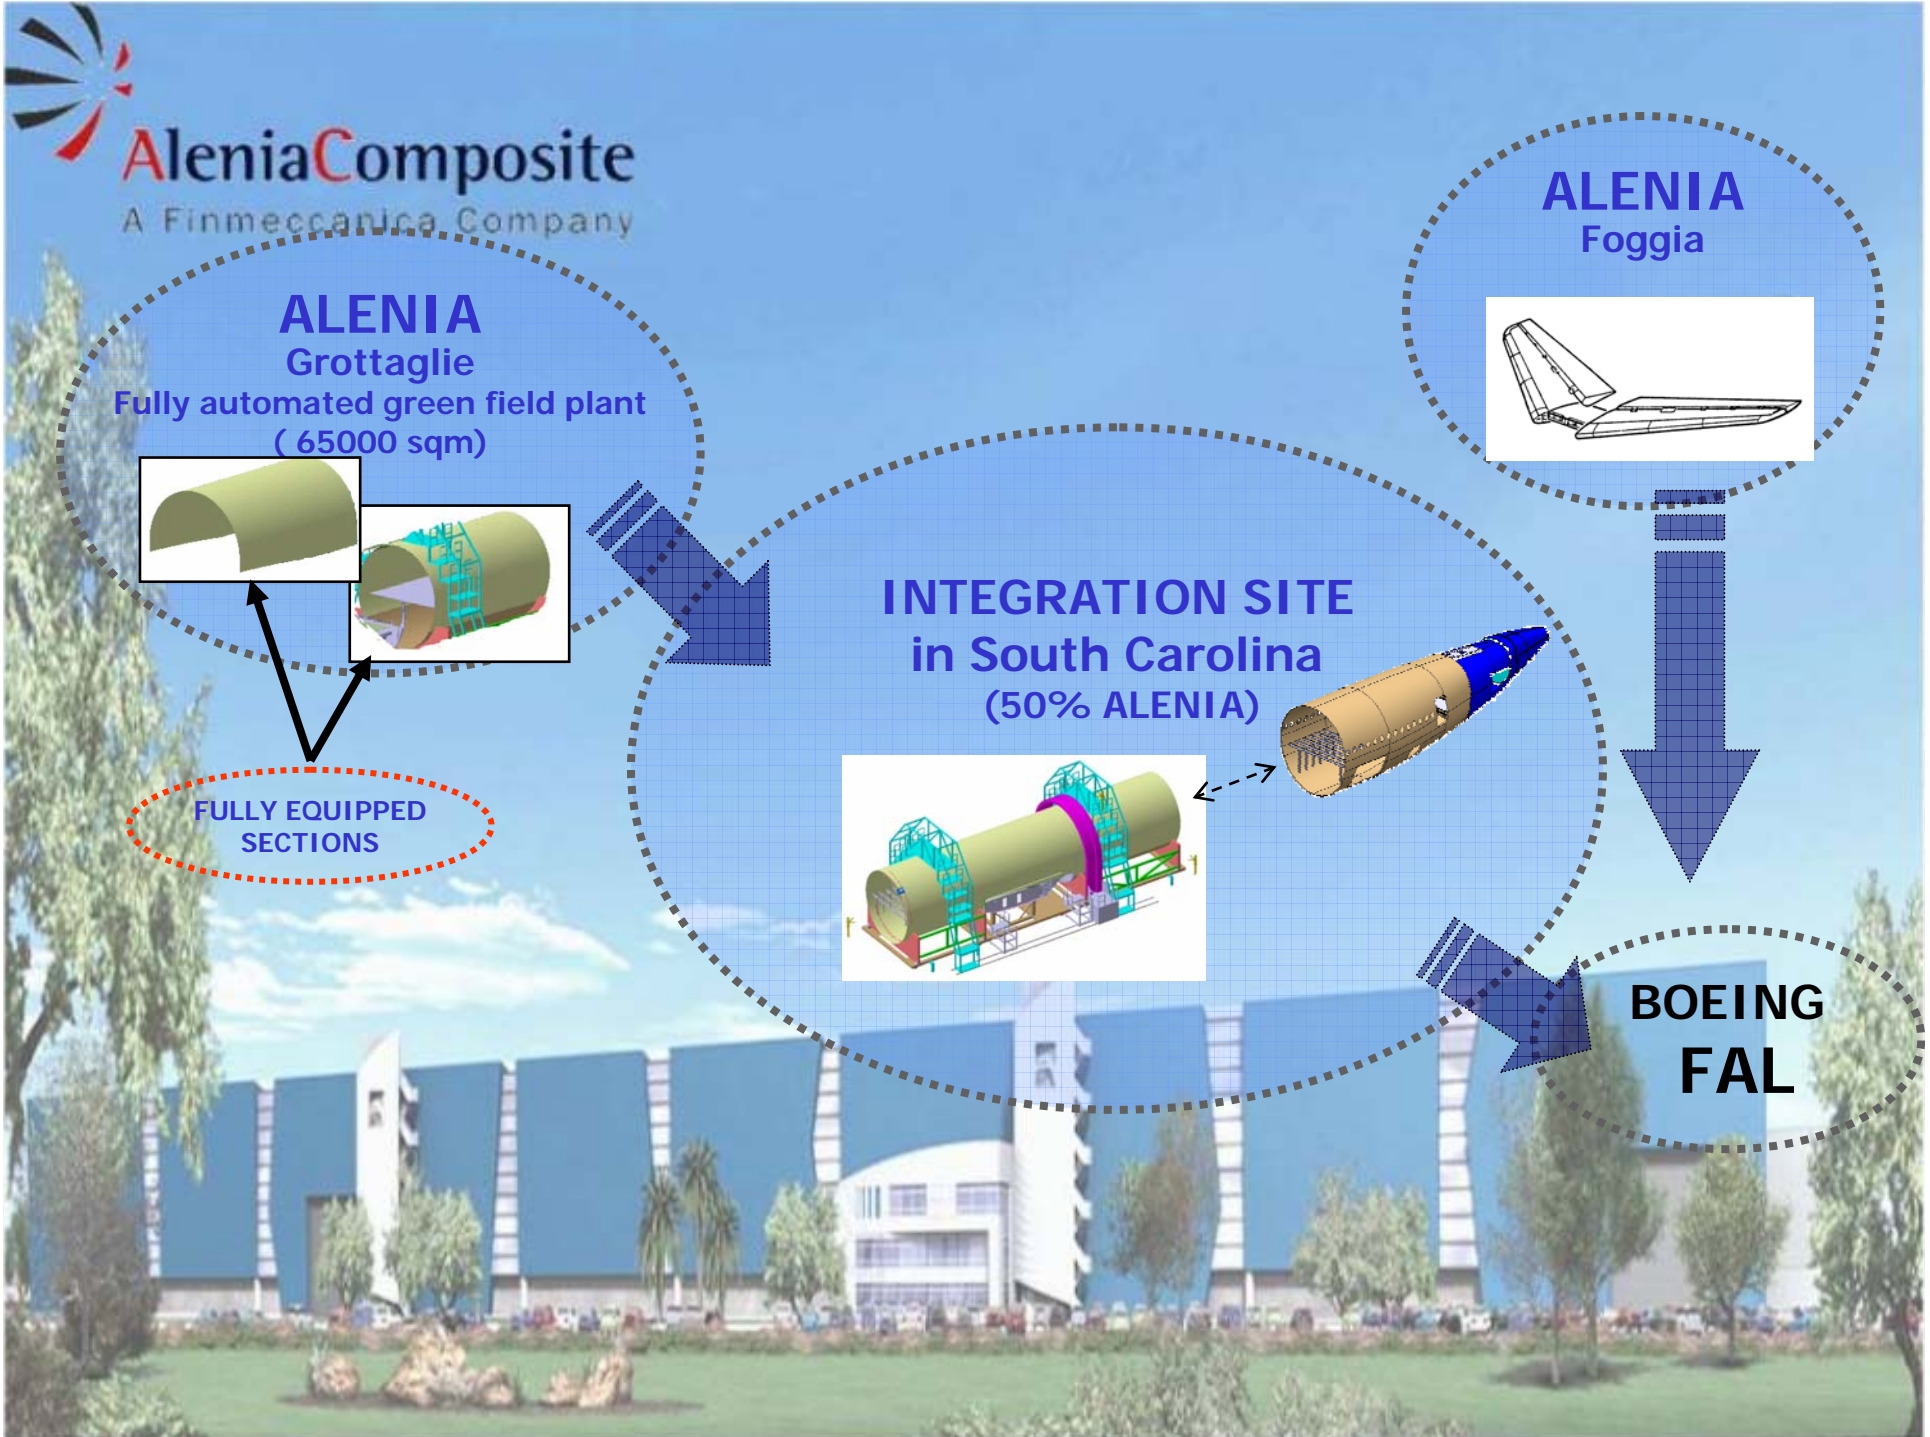 AleniaComposite
A Finmeccanica Company
ALENIA
Foggia
ALENIA
Grottaglie
Fully automated green field plant
( 65000 sqm)
INTEGRATION SITE
in South Carolina
(50% ALENIA)
FULLY EQUIPPED
SECTIONS
BOEING
FAL